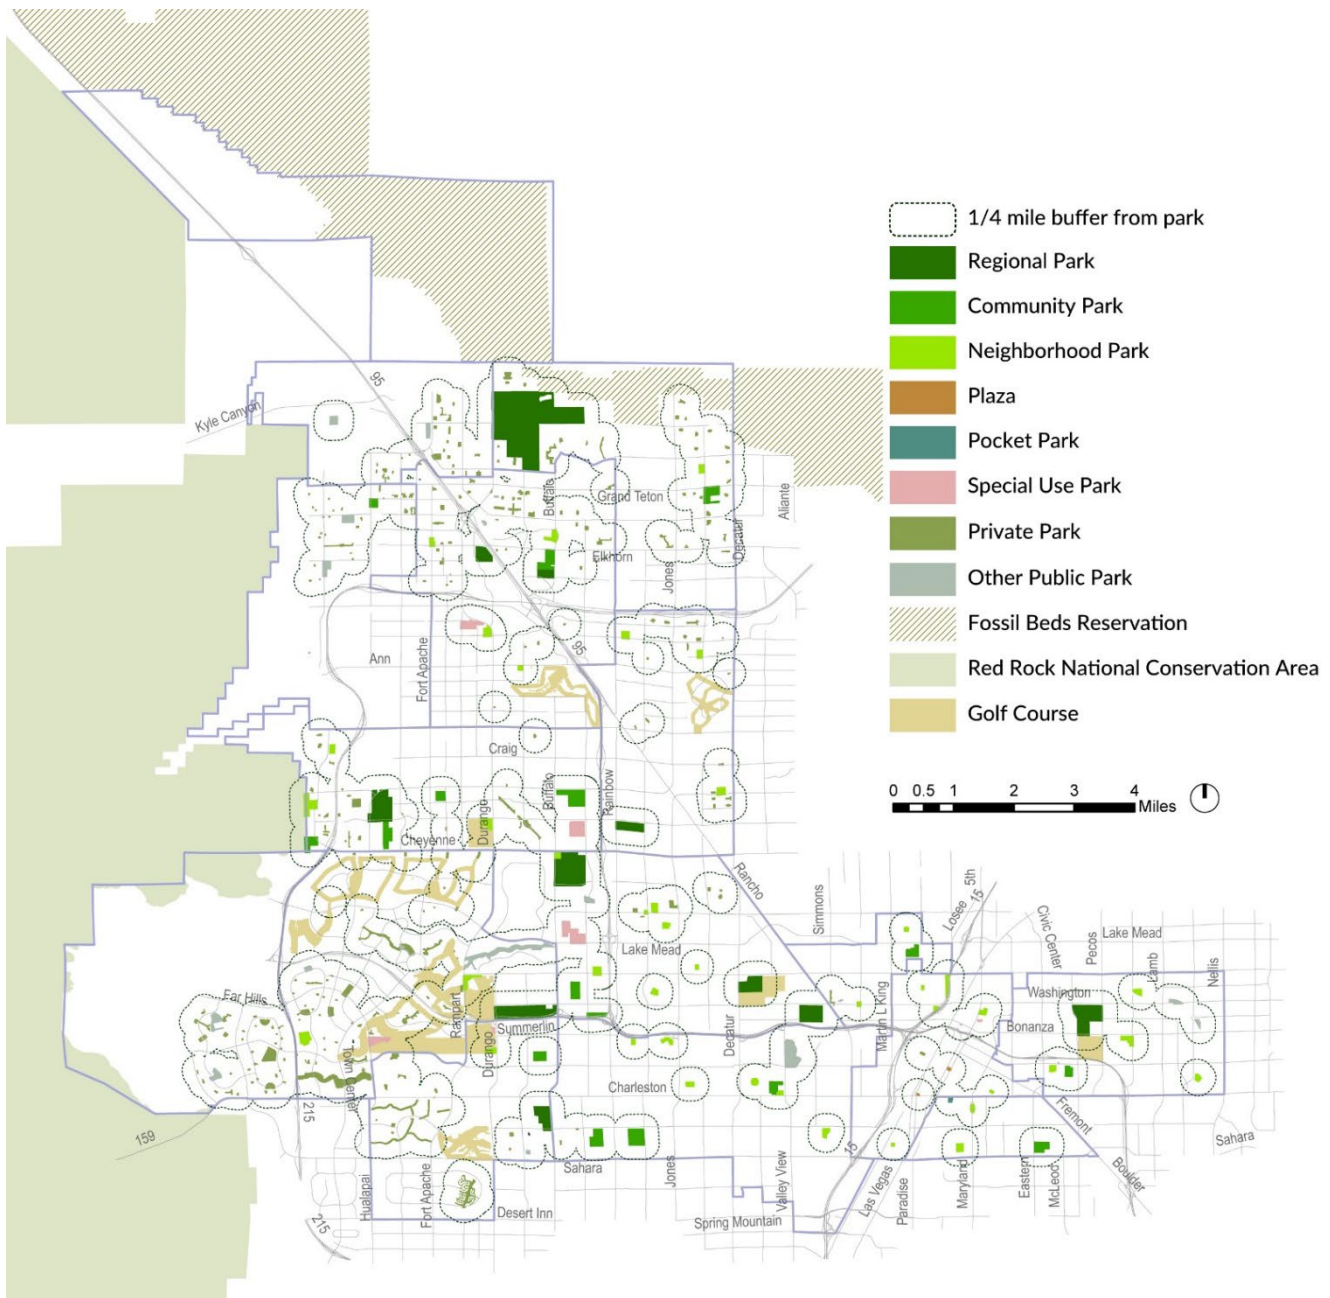 1/4 mile buffer from park
Regional Park
Community Park
Neighborhood Park
Plaza
Pocket Park
Special Use Park
Private Park
Other Public Park
Fossil Beds Reservation
Red Rock National Conservation Area
Golf Course
0 0.5 1 2 3 4
Miles
95
Kyle Canyon
Buffalo
Grand Teton
Aliante
Elkhorn
Decatur
Jones
95
Ann
Fort Apache
Craig
Buffalo
Rainbow
Durango
Cheyenne
Rancho
Simmons
Losee
5th
15
Civic Center
Pecos
Lake Mead
Lake Mead
Lamb
Nellis
Far Hills
Washington
Rampart
Summerlin
Martin L King
Bonanza
Durango
Decatur
Town Center
Charleston
215
Fremont
159
15
Sahara
Sahara
Jones
Valley View
Las Vegas
Paradise
Maryland
Eastern
McLeod
Boulder
Hualapai
Fort Apache
Desert Inn
Spring Mountain
215